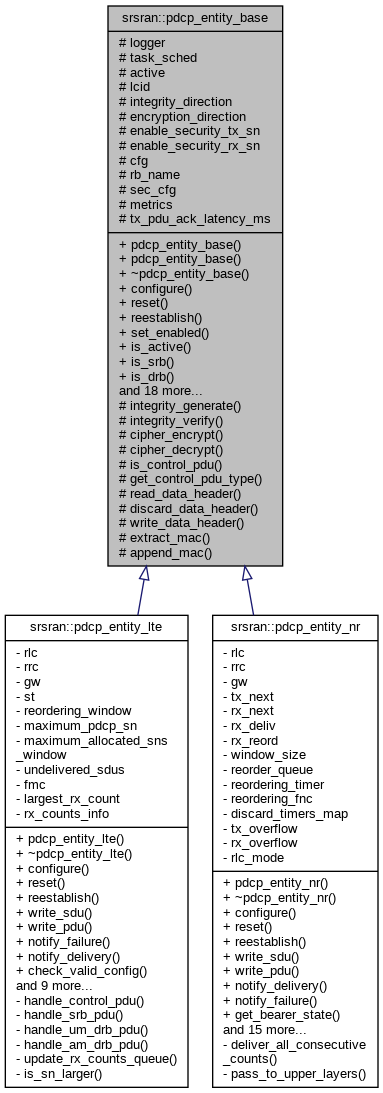 srsran::pdcp_entity_base
# logger
# task_sched
# active
# lcid
# integrity_direction
# encryption_direction
# enable_security_tx_sn
# enable_security_rx_sn
# cfg
# rb_name
# sec_cfg
# metrics
# tx_pdu_ack_latency_ms
+ pdcp_entity_base()
+ pdcp_entity_base()
+ ~pdcp_entity_base()
+ configure()
+ reset()
+ reestablish()
+ set_enabled()
+ is_active()
+ is_srb()
+ is_drb()
and 18 more...
# integrity_generate()
# integrity_verify()
# cipher_encrypt()
# cipher_decrypt()
# is_control_pdu()
# get_control_pdu_type()
# read_data_header()
# discard_data_header()
# write_data_header()
# extract_mac()
# append_mac()
srsran::pdcp_entity_lte
- rlc
- rrc
- gw
- st
- reordering_window
- maximum_pdcp_sn
- maximum_allocated_sns
_window
- undelivered_sdus
- fmc
- largest_rx_count
- rx_counts_info
+ pdcp_entity_lte()
+ ~pdcp_entity_lte()
+ configure()
+ reset()
+ reestablish()
+ write_sdu()
+ write_pdu()
+ notify_failure()
+ notify_delivery()
+ check_valid_config()
and 9 more...
- handle_control_pdu()
- handle_srb_pdu()
- handle_um_drb_pdu()
- handle_am_drb_pdu()
- update_rx_counts_queue()
- is_sn_larger()
srsran::pdcp_entity_nr
- rlc
- rrc
- gw
- tx_next
- rx_next
- rx_deliv
- rx_reord
- window_size
- reorder_queue
- reordering_timer
- reordering_fnc
- discard_timers_map
- tx_overflow
- rx_overflow
- rlc_mode
+ pdcp_entity_nr()
+ ~pdcp_entity_nr()
+ configure()
+ reset()
+ reestablish()
+ write_sdu()
+ write_pdu()
+ notify_delivery()
+ notify_failure()
+ get_bearer_state()
and 15 more...
- deliver_all_consecutive
_counts()
- pass_to_upper_layers()